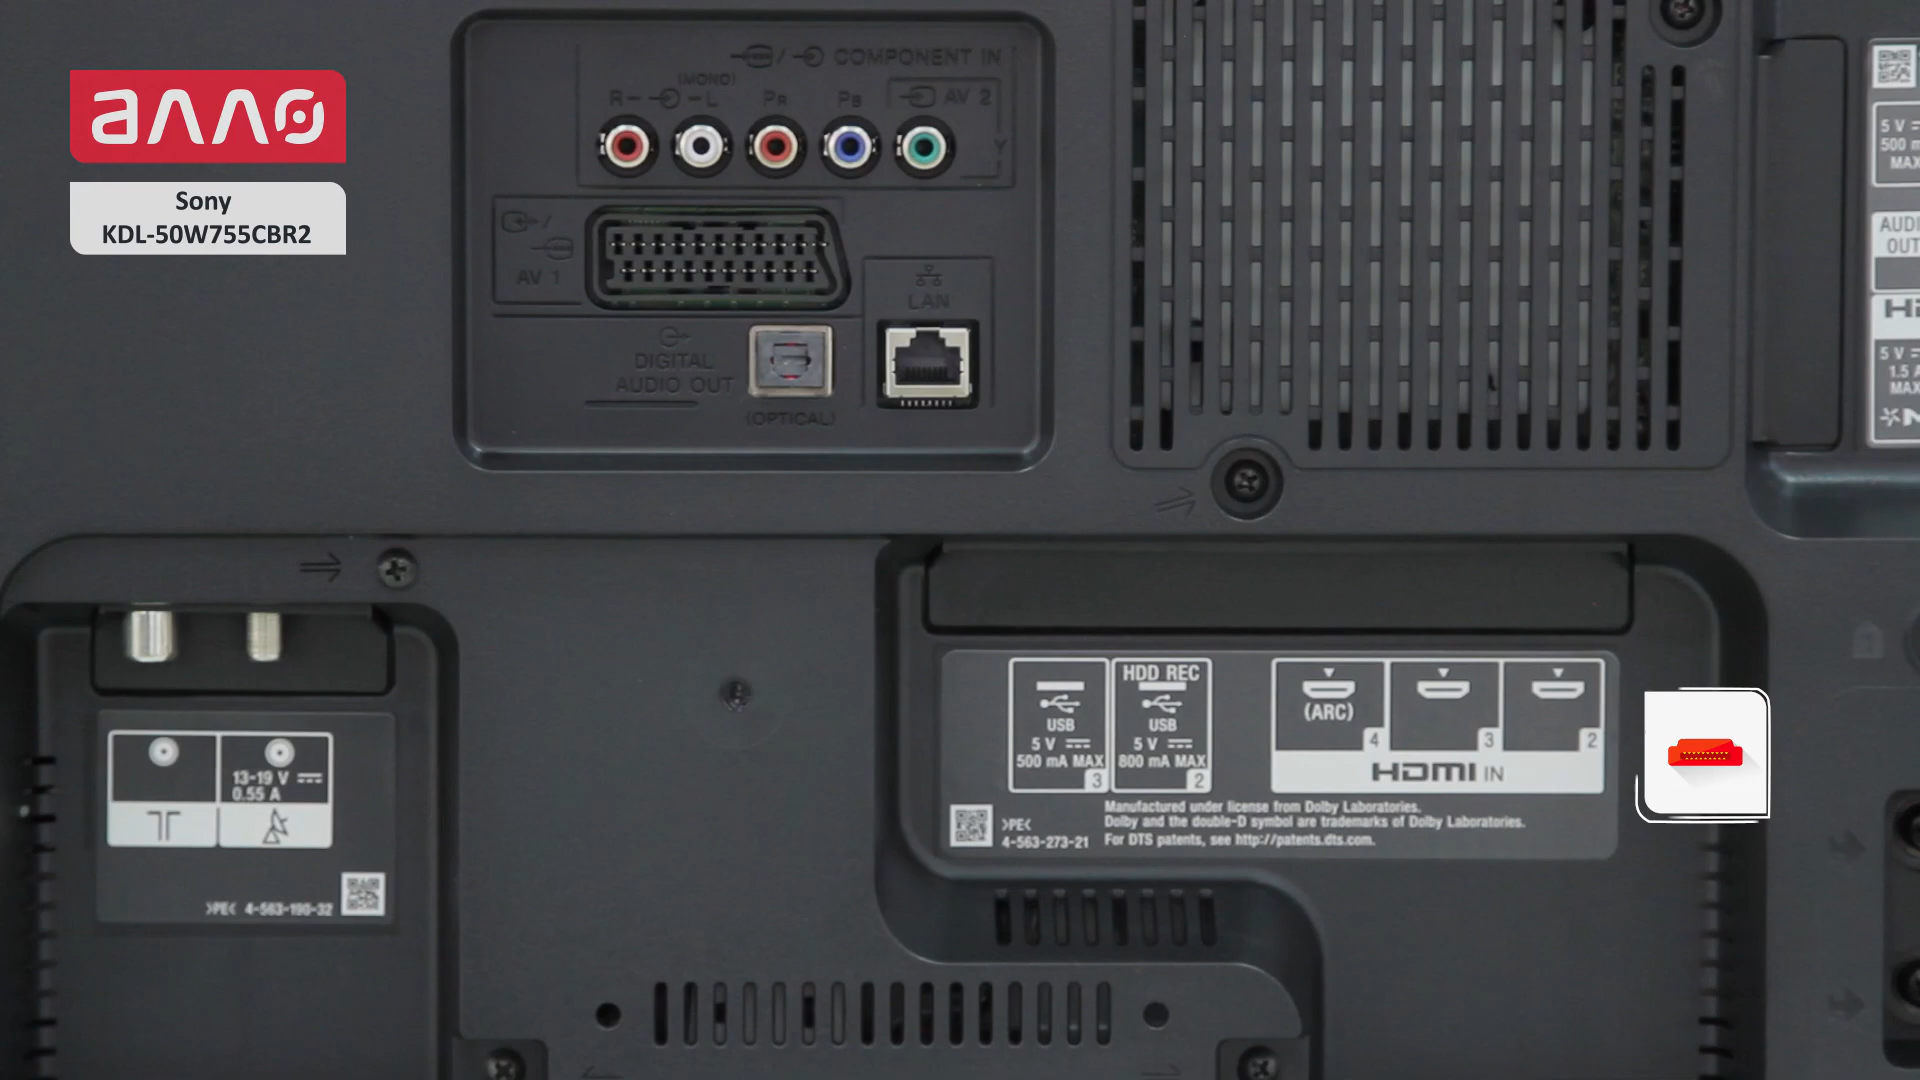 алло
Sony
KDL-50W755CBR2
COMPONENT IN
(MONO)
R- -L PR PB AV 2
Y
AV 1
LAN
DIGITAL
AUDIO OUT
(OPTICAL)
5 V
500 m
MAX
AUDI
OUT
5 V
1.5 A
MAX
13-19 V
0.55 A
>PE< 4-563-190-32
USB
5 V
500 mA MAX
3
HDD REC
USB
5 V
800 mA MAX
2
(ARC)
4
3
2
HDMI IN
>PE<
4-563-273-21
Manufactured under license from Dolby Laboratories.
Dolby and the double-D symbol are trademarks of Dolby Laboratories.
For DTS patents, see http://patents.dts.com.